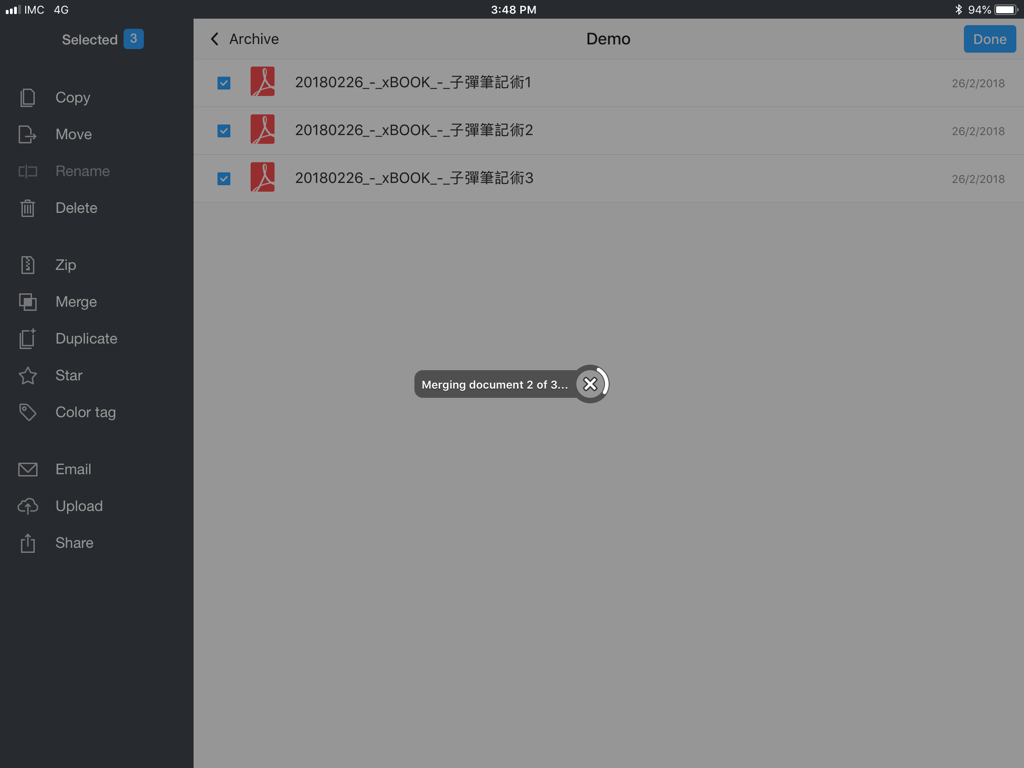 IMC 4G 3:48 PM 94%
Selected 3
Archive Demo Done
Copy
Move
Rename
Delete
Zip
Merge
Duplicate
Star
Color tag
Email
Upload
Share
20180226_-_xBOOK_-_子彈筆記術1 26/2/2018
20180226_-_xBOOK_-_子彈筆記術2 26/2/2018
20180226_-_xBOOK_-_子彈筆記術3 26/2/2018
Merging document 2 of 3...